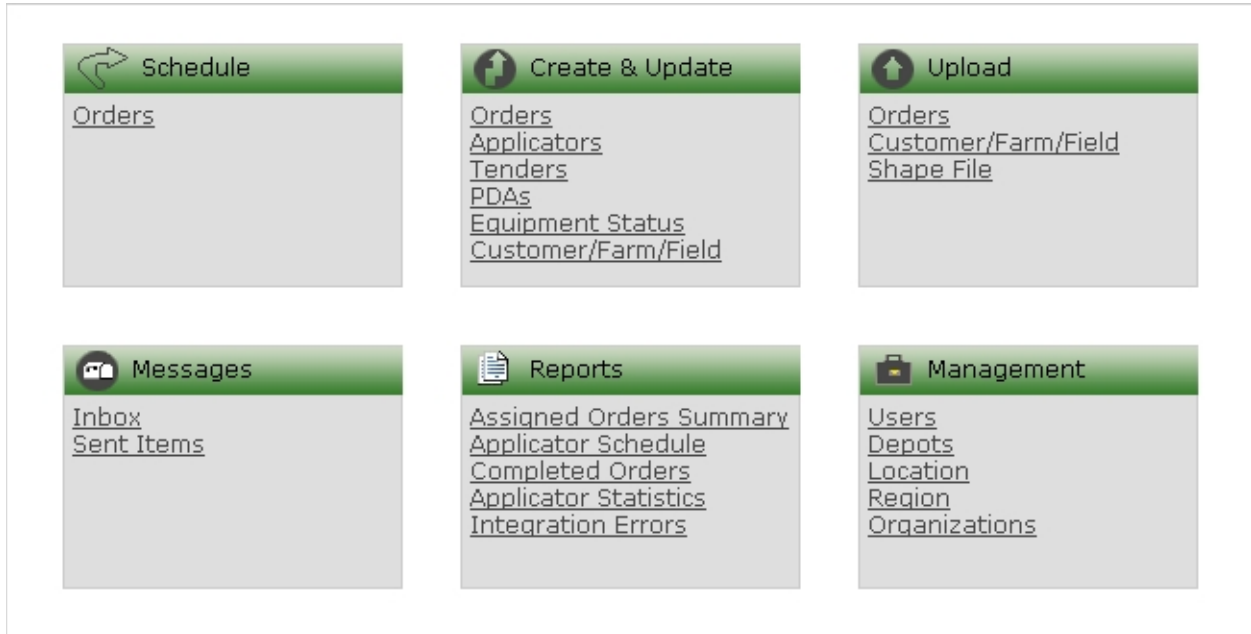 Schedule
Orders
Create & Update
Orders
Applicators
Tenders
PDAs
Equipment Status
Customer/Farm/Field
Upload
Orders
Customer/Farm/Field
Shape File
Messages
Inbox
Sent Items
Reports
Assigned Orders Summary
Applicator Schedule
Completed Orders
Applicator Statistics
Integration Errors
Management
Users
Depots
Location
Region
Organizations